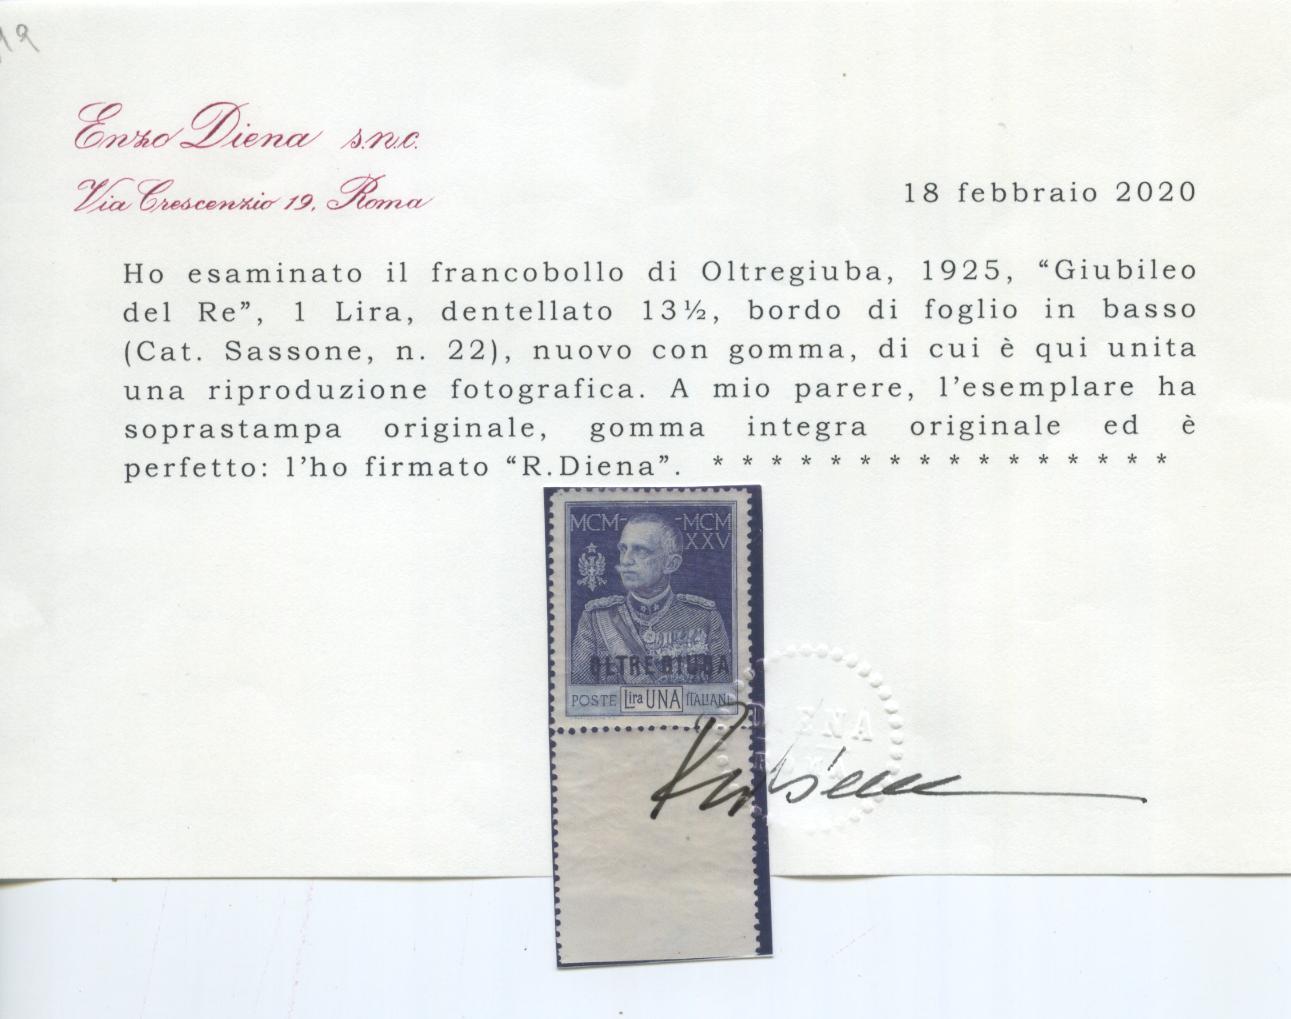 Enzo Diena s.n.c.
Via Crescenzio 19, Roma
18 febbraio 2020
Ho esaminato il francobollo di Oltregiuba, 1925, “Giubileo
del Re”, 1 Lira, dentellato 13½, bordo di foglio in basso
(Cat. Sassone, n. 22), nuovo con gomma, di cui è qui unita
una riproduzione fotografica. A mio parere, l’esemplare ha
soprastampa originale, gomma integra originale ed è
perfetto: l’ho firmato “R.Diena”. * * * * * * * * * * * * * * * *
MCM- -MCM
XXV
OLTRE GIUBA
POSTE Lira UNA ITALIANE